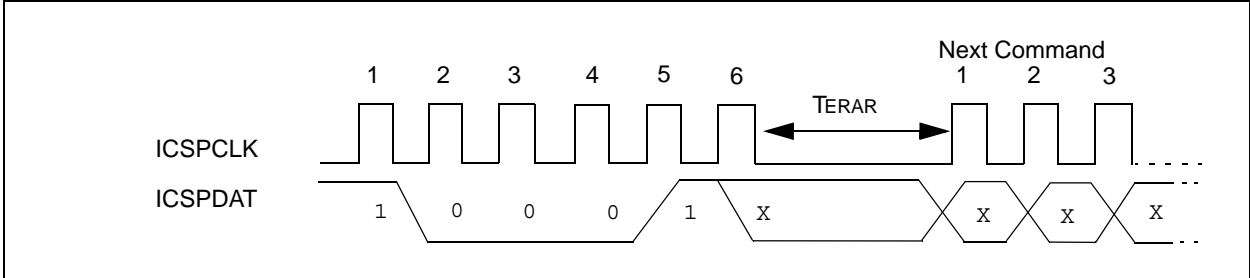 Next Command
1 2 3 4 5 6 1 2 3
TERAR
ICSPCLK
ICSPDAT
1 0 0 0 1 X X X X